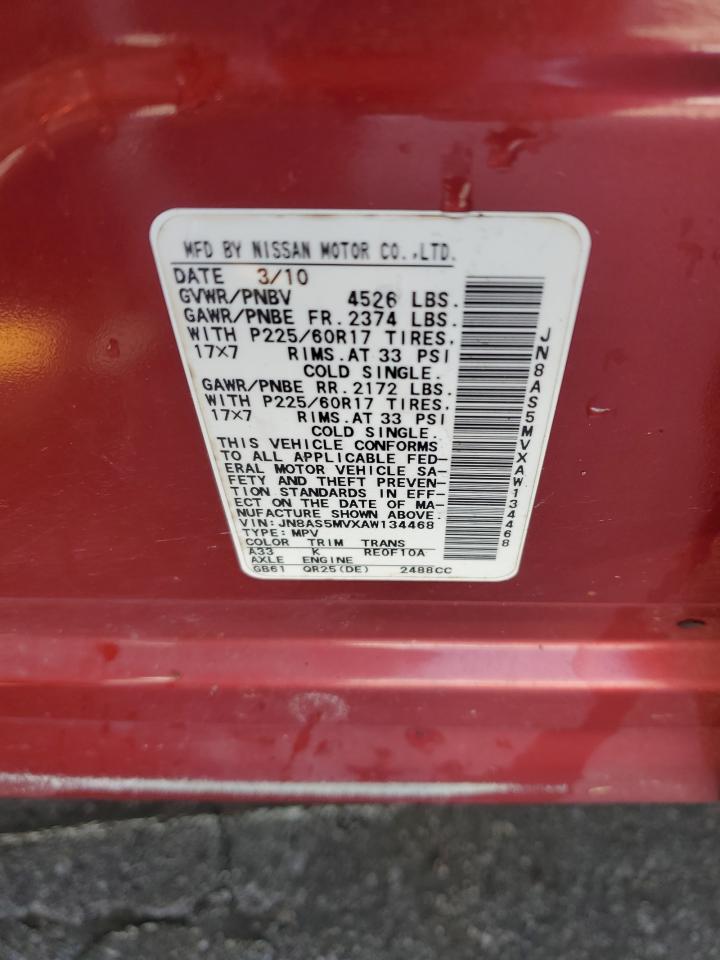 MFD BY NISSAN MOTOR CO.,LTD.
DATE 3/10
GVWR/PNBV 4526 LBS.
GAWR/PNBE FR.2374 LBS.
WITH P225/60R17 TIRES.
17×7 RIMS.AT 33 PSI
COLD SINGLE.
GAWR/PNBE RR.2172 LBS.
WITH P225/60R17 TIRES.
17×7 RIMS.AT 33 PSI
COLD SINGLE.
THIS VEHICLE CONFORMS
TO ALL APPLICABLE FED-
ERAL MOTOR VEHICLE SA-
FETY AND THEFT PREVEN-
TION STANDARDS IN EFF-
ECT ON THE DATE OF MA-
NUFACTURE SHOWN ABOVE.
VIN: JN8AS5MVXAW134468
TYPE: MPV
COLOR TRIM TRANS
A33 K RE0F10A
AXLE ENGINE
GB61 QR25(DE) 2488CC
JN8AS5MVXAW134468